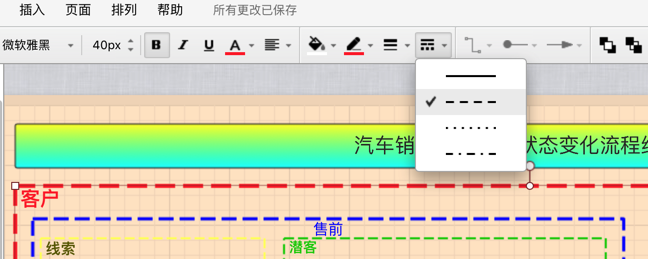 插入 页面 排列 帮助 所有更改已保存
微软雅黑 40px B I U A
汽车销 状态变化流程
客户
售前
线索 潜客